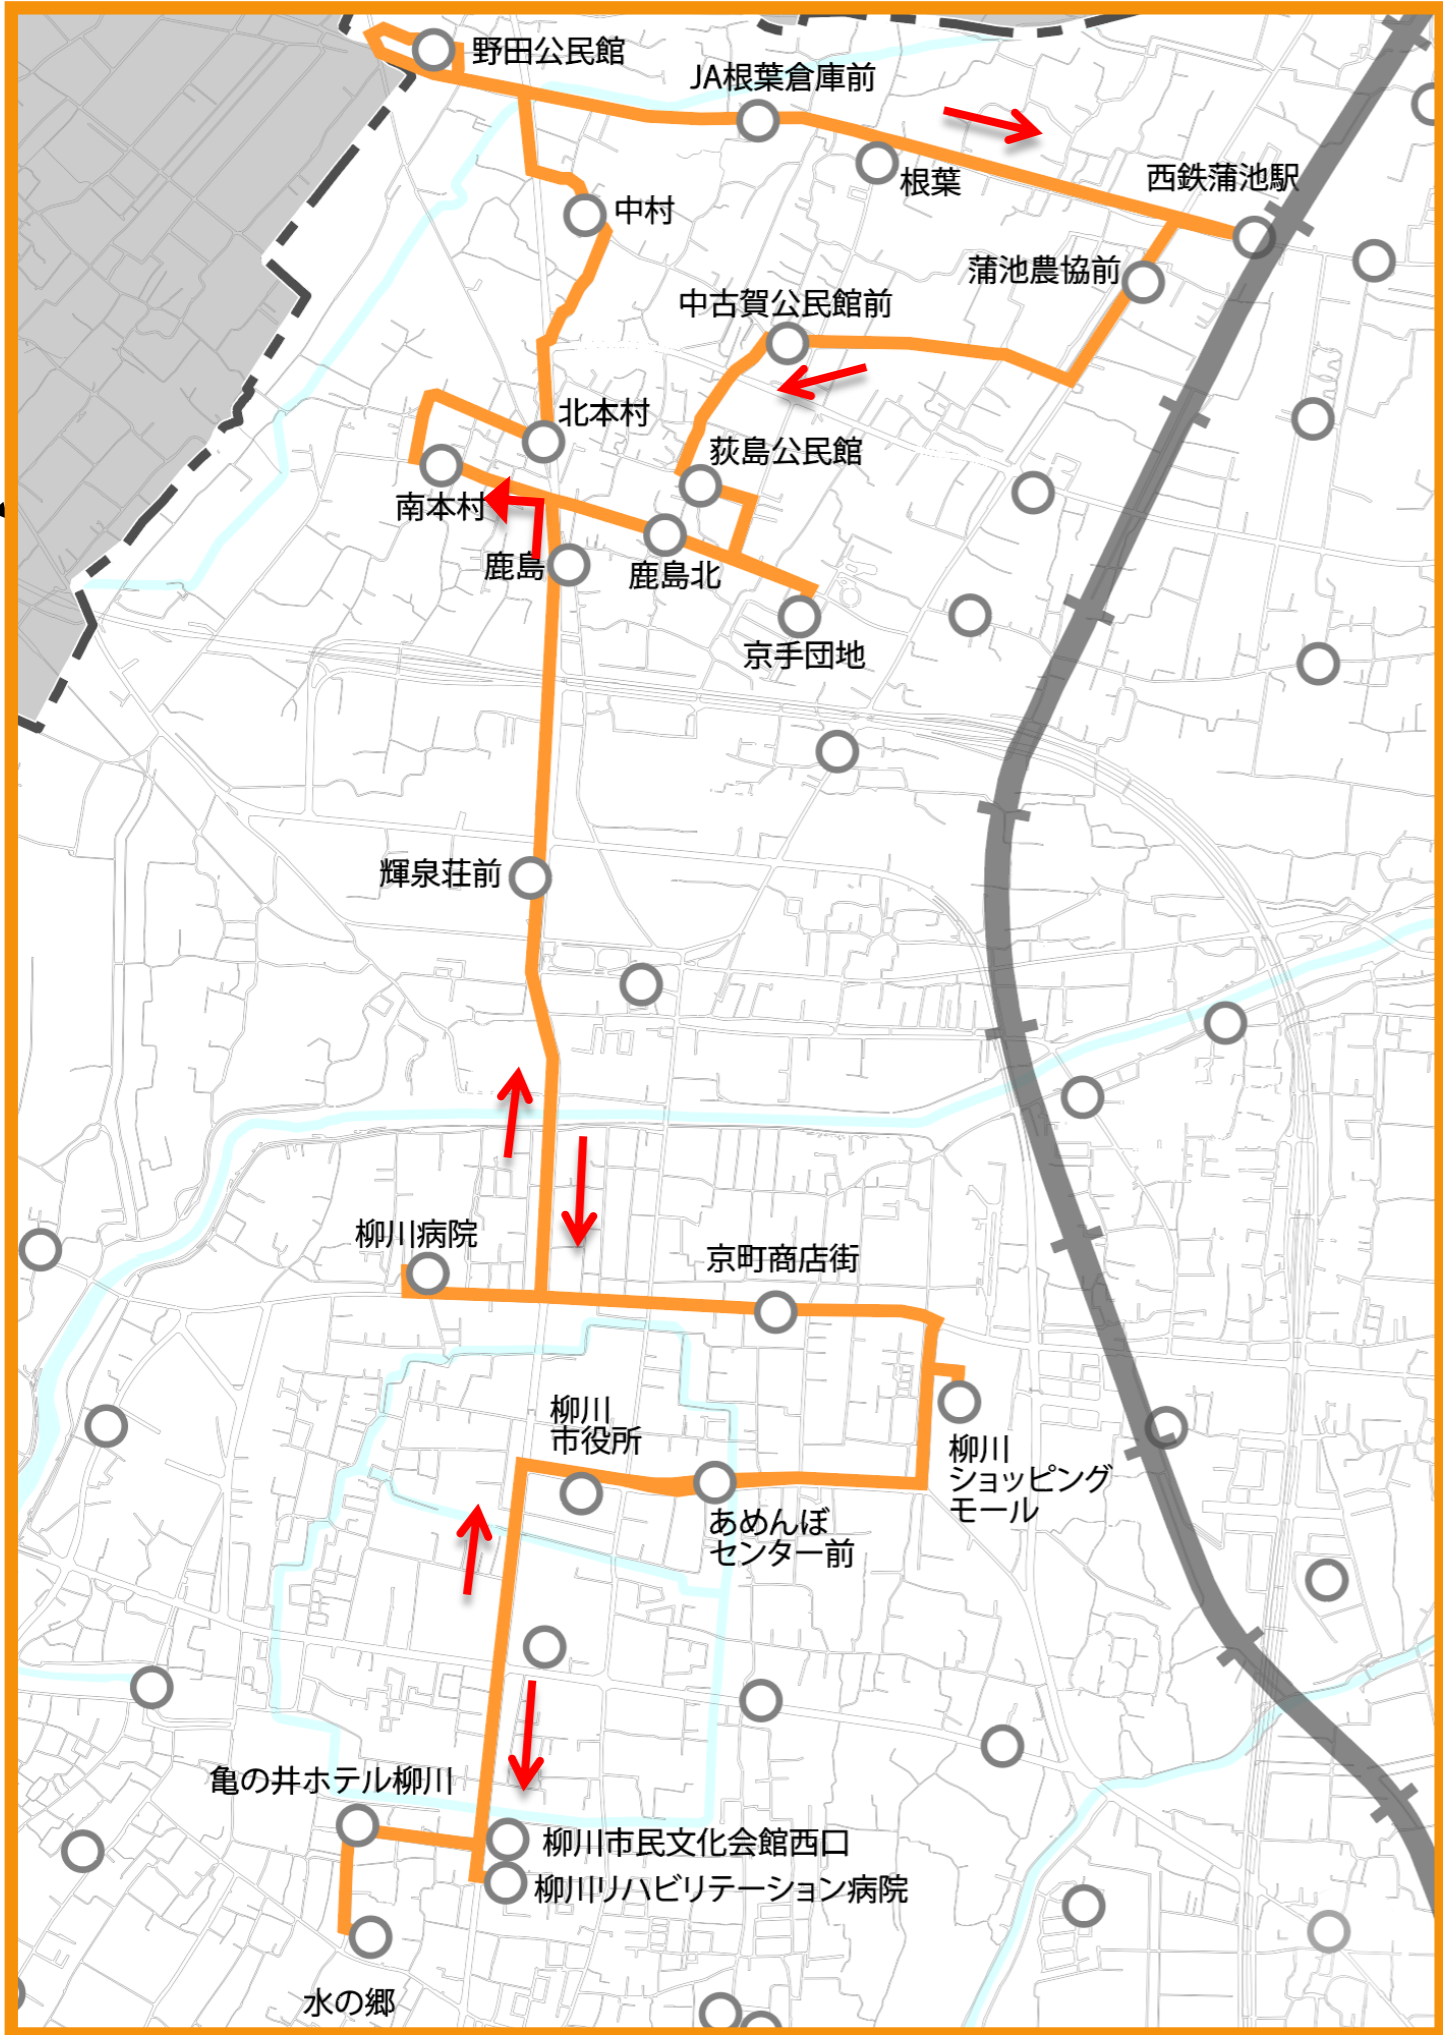 野田公民館
JA根葉倉庫前
根葉
西鉄蒲池駅
中村
蒲池農協前
中古賀公民館前
北本村
荻島公民館
南本村
鹿島
鹿島北
京手団地
輝泉荘前
柳川病院
京町商店街
柳川
市役所
柳川
ショッピング
モール
あめんぼ
センター前
亀の井ホテル柳川
柳川市民文化会館西口
柳川リハビリテーション病院
水の郷